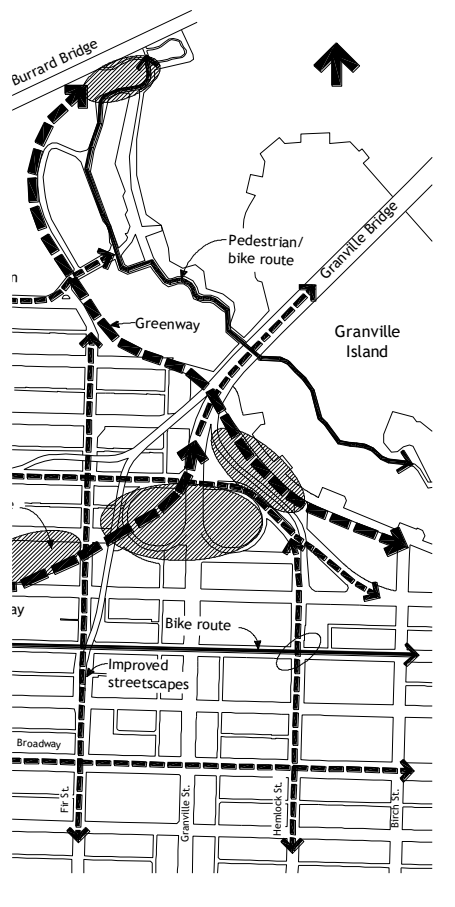 Burrard Bridge
Pedestrian/
bike route
Granville Bridge
n
Greenway
Granville
Island
e
ay
Bike route
Improved
streetscapes
Broadway
Fir St.
Granville St.
Hemlock St.
Birch St.